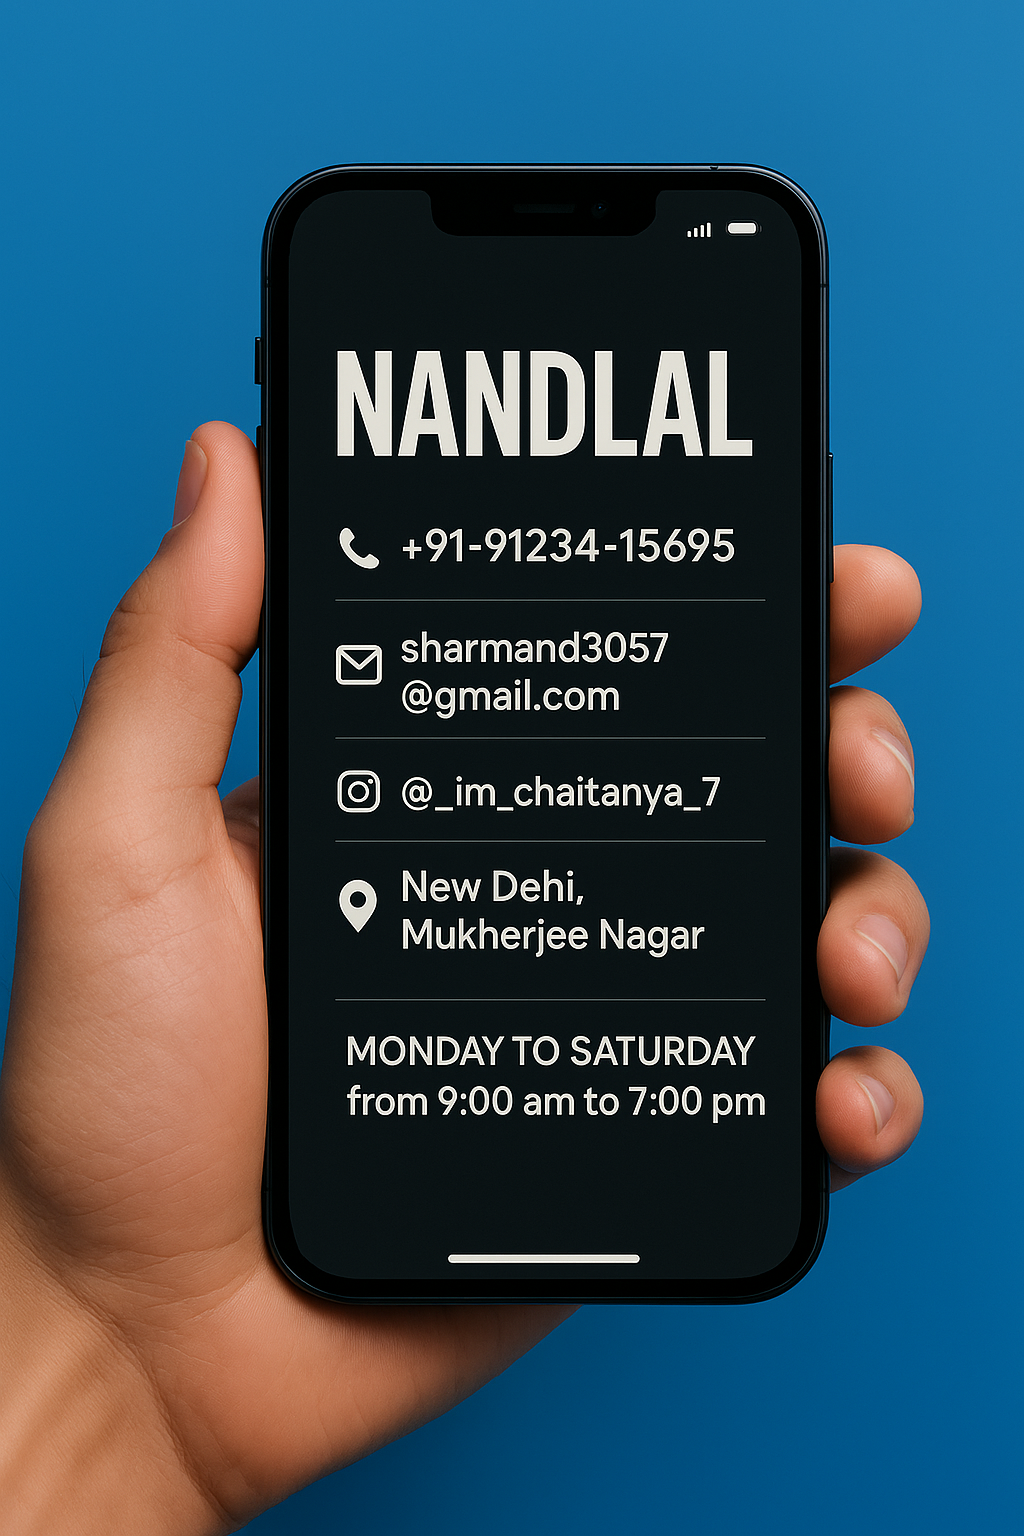 NANDLAL
+91-91234-15695
sharmand3057
@gmail.com
@_im_chaitanya_7
New Dehi,
Mukherjee Nagar
MONDAY TO SATURDAY
from 9:00 am to 7:00 pm